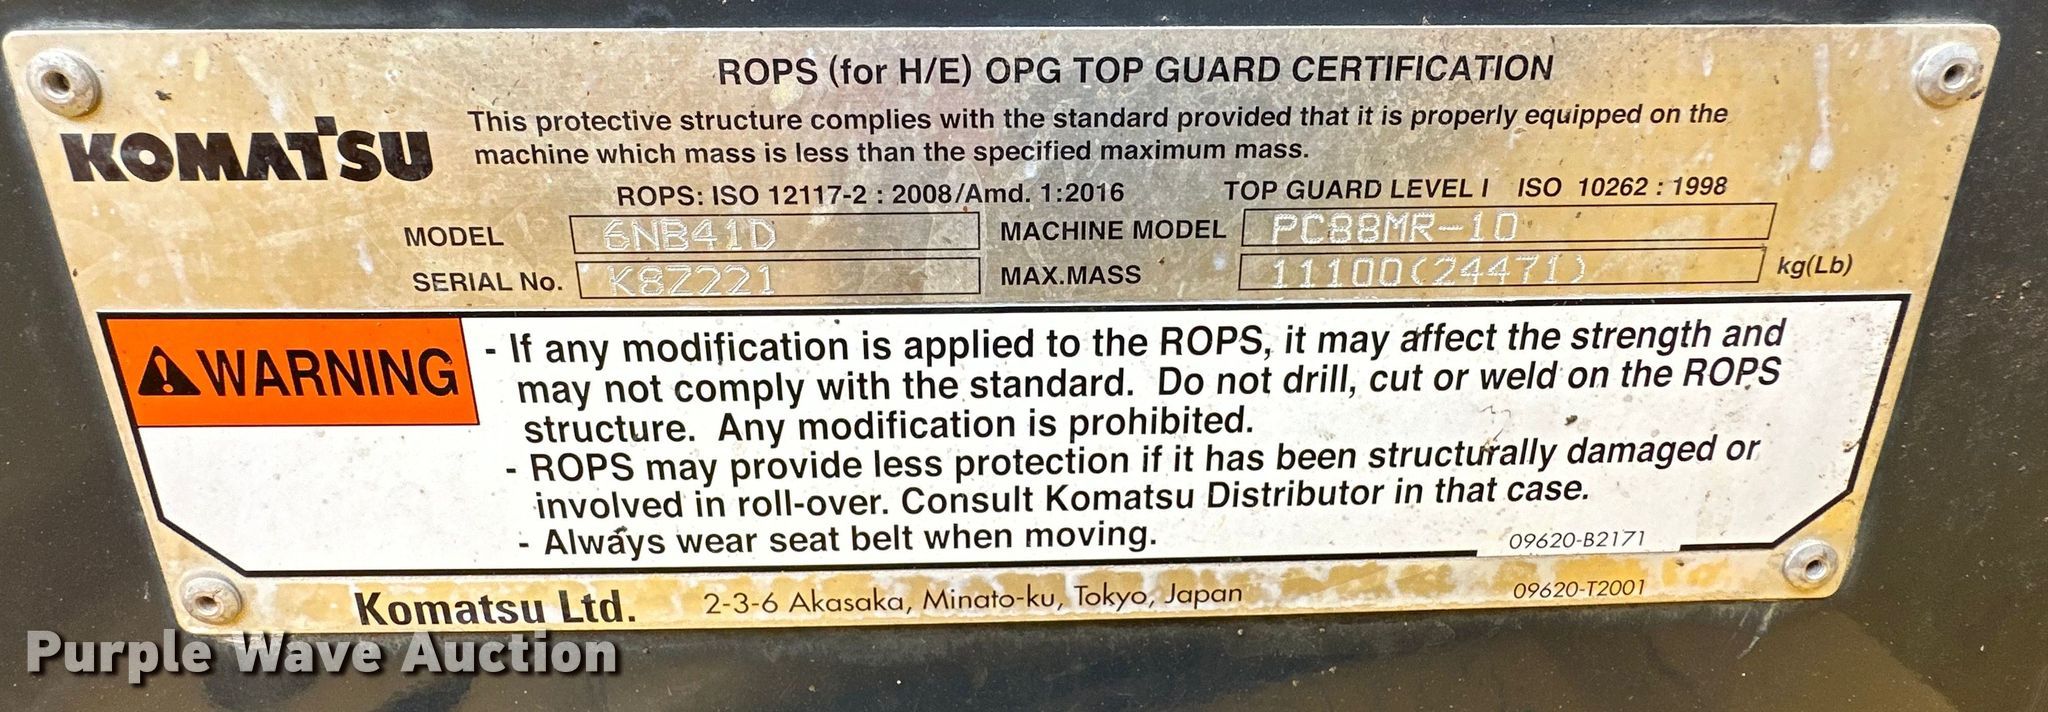 ROPS (for H/E) OPG TOP GUARD CERTIFICATION
KOMATSU
This protective structure complies with the standard provided that it is properly equipped on the
machine which mass is less than the specified maximum mass.
ROPS: ISO 12117-2 : 2008/Amd. 1:2016 TOP GUARD LEVEL I ISO 10262 : 1998
MODEL 6NB41D MACHINE MODEL PC88MR-10
SERIAL No. K8Z221 MAX.MASS 11100(24471) kg(Lb)
WARNING
- If any modification is applied to the ROPS, it may affect the strength and
may not comply with the standard. Do not drill, cut or weld on the ROPS
structure. Any modification is prohibited.
- ROPS may provide less protection if it has been structurally damaged or
involved in roll-over. Consult Komatsu Distributor in that case.
- Always wear seat belt when moving.
09620-B2171
Komatsu Ltd. 2-3-6 Akasaka, Minato-ku, Tokyo, Japan 09620-T2001
Purple Wave Auction